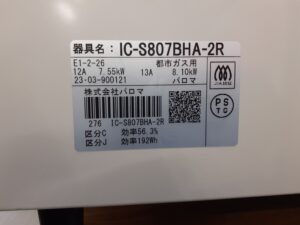 器具名: IC-S807BHA-2R
E1-2-26 都市ガス用
12A 7.55kW 13A 8.10kW
23·03-900121 パロマ
株式会社パロマ
276 IC-S807BHA-2R
区分C 効率56.3%
区分J 効率192Wh
PS
TG